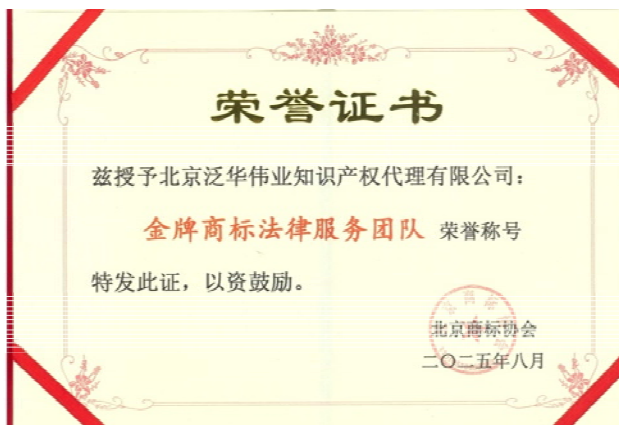 荣誉证书
兹授予北京泛华伟业知识产权代理有限公司：
金牌商标法律服务团队 荣誉称号
特发此证，以资鼓励。
北京商标协会
二〇二五年八月